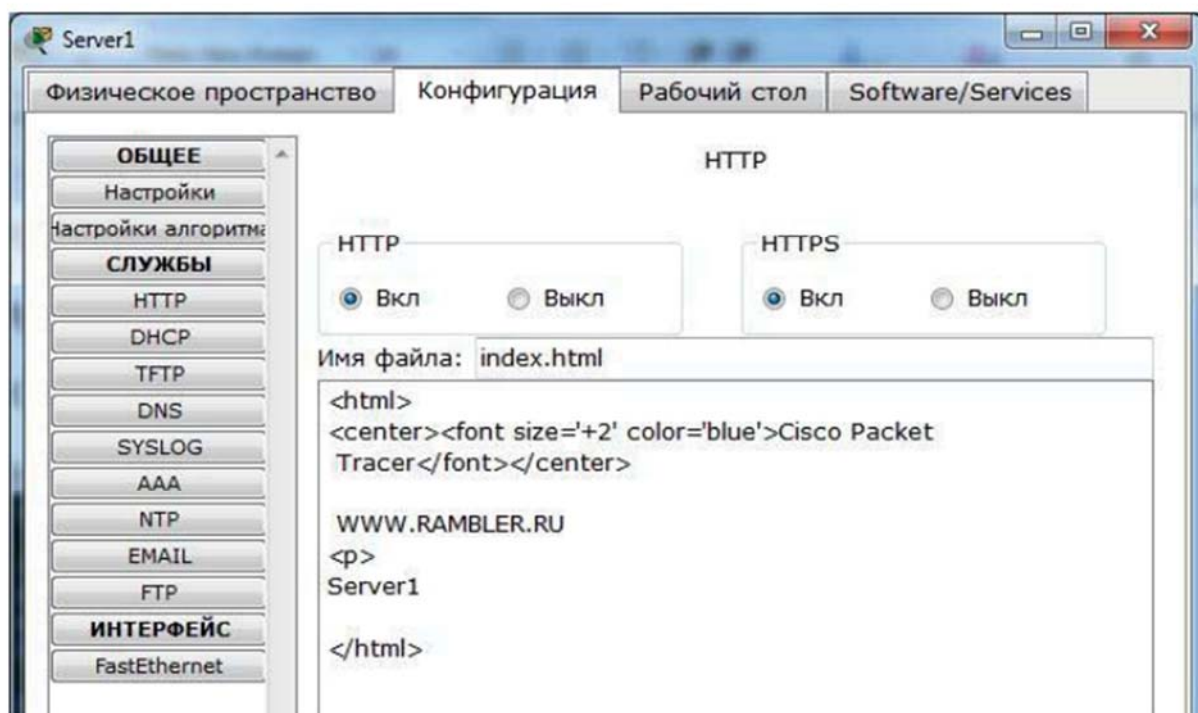 Server1
Физическое пространство Конфигурация Рабочий стол Software/Services
ОБЩЕЕ
Настройки
Настройки алгоритма
СЛУЖБЫ
HTTP
DHCP
TFTP
DNS
SYSLOG
AAA
NTP
EMAIL
FTP
ИНТЕРФЕЙС
FastEthernet
HTTP
HTTP
Вкл Выкл
HTTPS
Вкл Выкл
Имя файла: index.html
<html>
<center><font size='+2' color='blue'>Cisco Packet
Tracer</font></center>
WWW.RAMBLER.RU
<p>
Server1
</html>